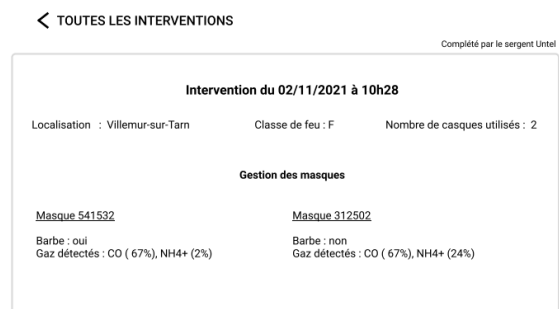 TOUTES LES INTERVENTIONS
Complété par le sergent Untel
Intervention du 02/11/2021 à 10h28
Localisation : Villemur-sur-Tarn Classe de feu : F Nombre de casques utilisés : 2
Gestion des masques
Masque 541532 Masque 312502
Barbe : oui Barbe : non
Gaz détectés : CO ( 67%), NH4+ (2%) Gaz détectés : CO ( 67%), NH4+ (24%)